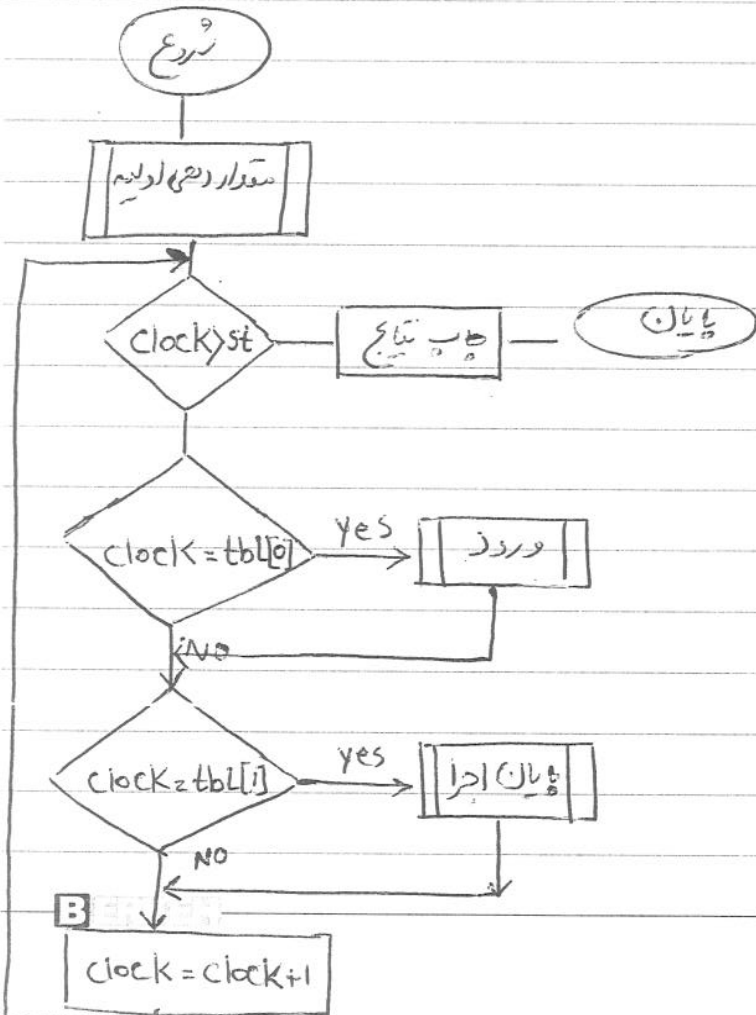 شروع
مقدار دهی اولیه
clock>st
چاپ نتایج
پایان
clock=tbl[0]
yes
ورود
NO
clock=tbl[1]
yes
پایان اجرا
NO
B
clock=clock+1